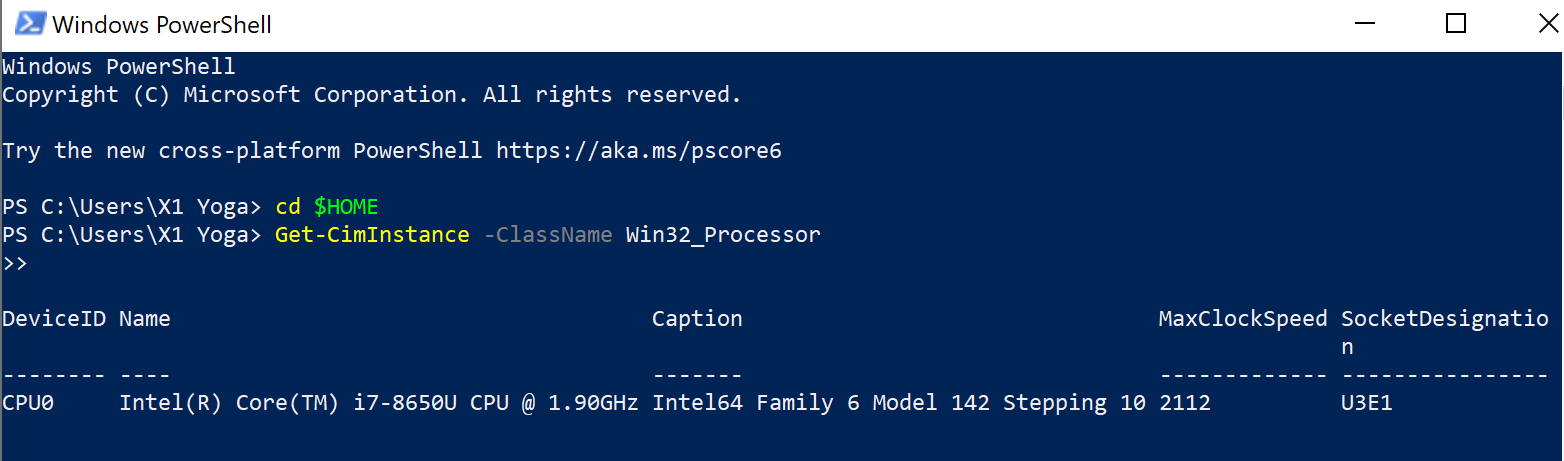 Windows PowerShell
Windows PowerShell
Copyright (C) Microsoft Corporation. All rights reserved.
Try the new cross-platform PowerShell https://aka.ms/pscore6
PS C:\Users\X1 Yoga> cd $HOME
PS C:\Users\X1 Yoga> Get-CimInstance -ClassName Win32_Processor
>>
DeviceID Name                                     Caption                                MaxClockSpeed SocketDesignatio
                                                                                                       n
-------- ----                                     -------                                ------------- ----------------
CPU0     Intel(R) Core(TM) i7-8650U CPU @ 1.90GHz Intel64 Family 6 Model 142 Stepping 10 2112          U3E1